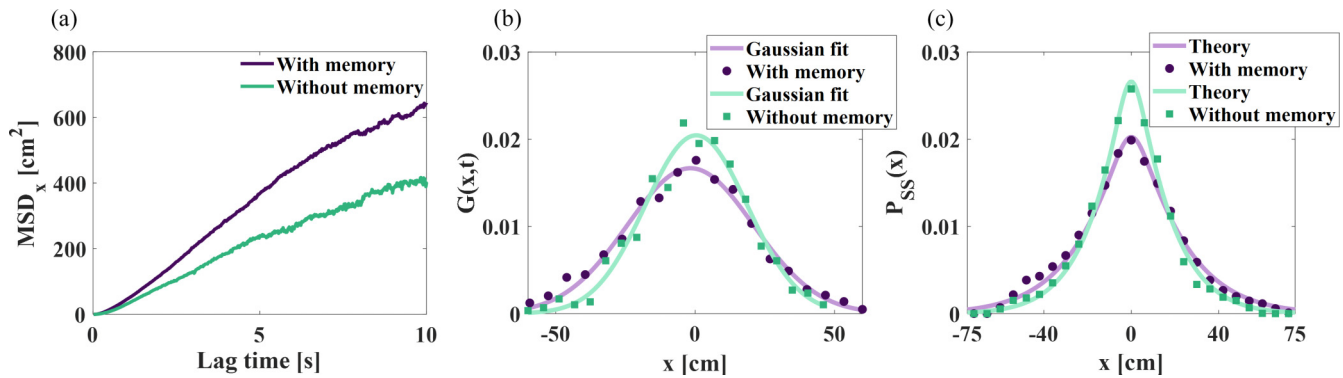 (a)
800
600
400
200
0
MSD_x [cm^2]
With memory
Without memory
0
5
10
Lag time [s]
(b)
0.03
0.02
0.01
0
G(x,t)
Gaussian fit
With memory
Gaussian fit
Without memory
-50
0
50
x [cm]
(c)
0.03
0.02
0.01
0
P_SS(x)
Theory
With memory
Theory
Without memory
-75
-40
0
40
75
x [cm]